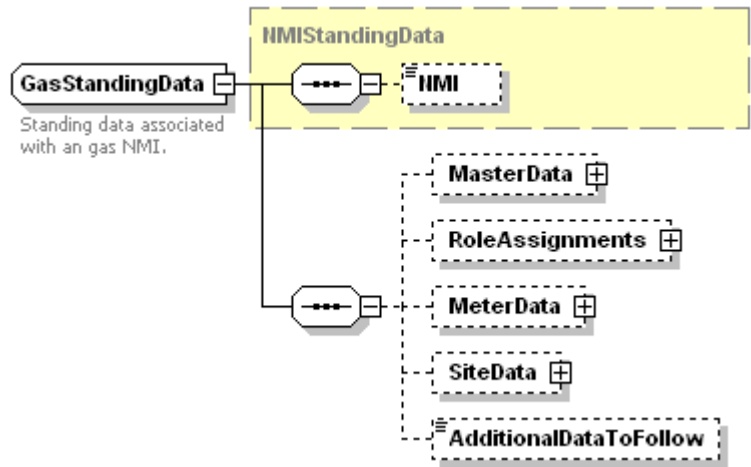 NMIStandingData
GasStandingData
NMI
Standing data associated
with an gas NMI.
MasterData
RoleAssignments
MeterData
SiteData
AdditionalDataToFollow